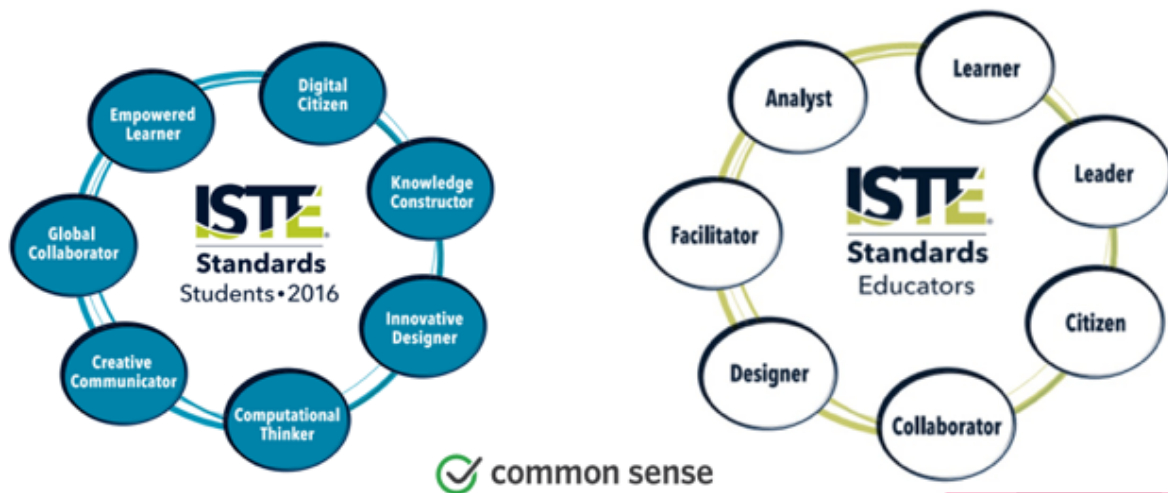 Digital
Citizen
Empowered
Learner
Knowledge
Constructor
Global
Collaborator
ISTE®
Standards
Students•2016
Innovative
Designer
Creative
Communicator
Computational
Thinker
Learner
Analyst
Leader
Facilitator
ISTE®
Standards
Educators
Citizen
Designer
Collaborator
common sense